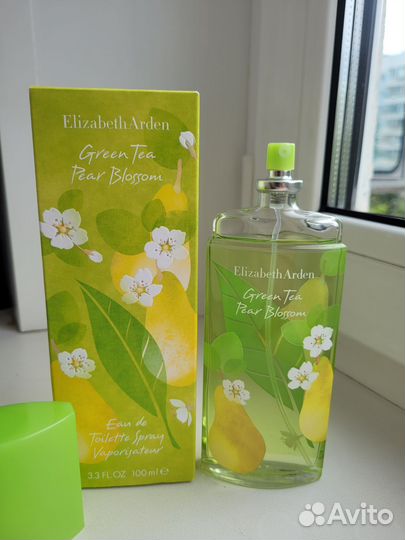 Elizabeth Arden
Green Tea
Pear Blossom
Eau de
Toilette Spray
Vaporisateur
3.3 FL.OZ 100 ml ℮
Elizabeth Arden
Green Tea
Pear Blossom
Avito